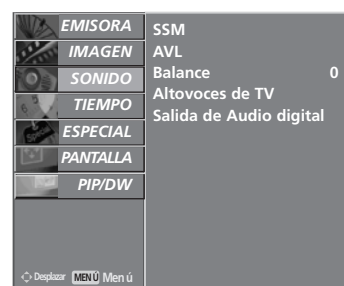 EMISORA
IMAGEN
SONIDO
TIEMPO
ESPECIAL
PANTALLA
PIP/DW
SSM
AVL
Balance 0
Altovoces de TV
Salida de Audio digital
Desplazar MENÚ Menú